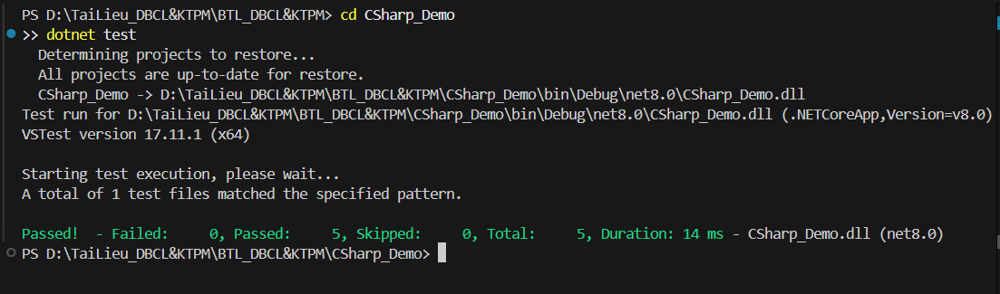 PS D:\TaiLieu_DBCL&KTPM\BTL_DBCL&KTPM> cd CSharp_Demo
>> dotnet test
  Determining projects to restore...
  All projects are up-to-date for restore.
  CSharp_Demo -> D:\TaiLieu_DBCL&KTPM\BTL_DBCL&KTPM\CSharp_Demo\bin\Debug\net8.0\CSharp_Demo.dll
Test run for D:\TaiLieu_DBCL&KTPM\BTL_DBCL&KTPM\CSharp_Demo\bin\Debug\net8.0\CSharp_Demo.dll (.NETCoreApp,Version=v8.0)
VSTest version 17.11.1 (x64)

Starting test execution, please wait...
A total of 1 test files matched the specified pattern.

Passed!  - Failed:     0, Passed:     5, Skipped:     0, Total:     5, Duration: 14 ms - CSharp_Demo.dll (net8.0)
PS D:\TaiLieu_DBCL&KTPM\BTL_DBCL&KTPM\CSharp_Demo>